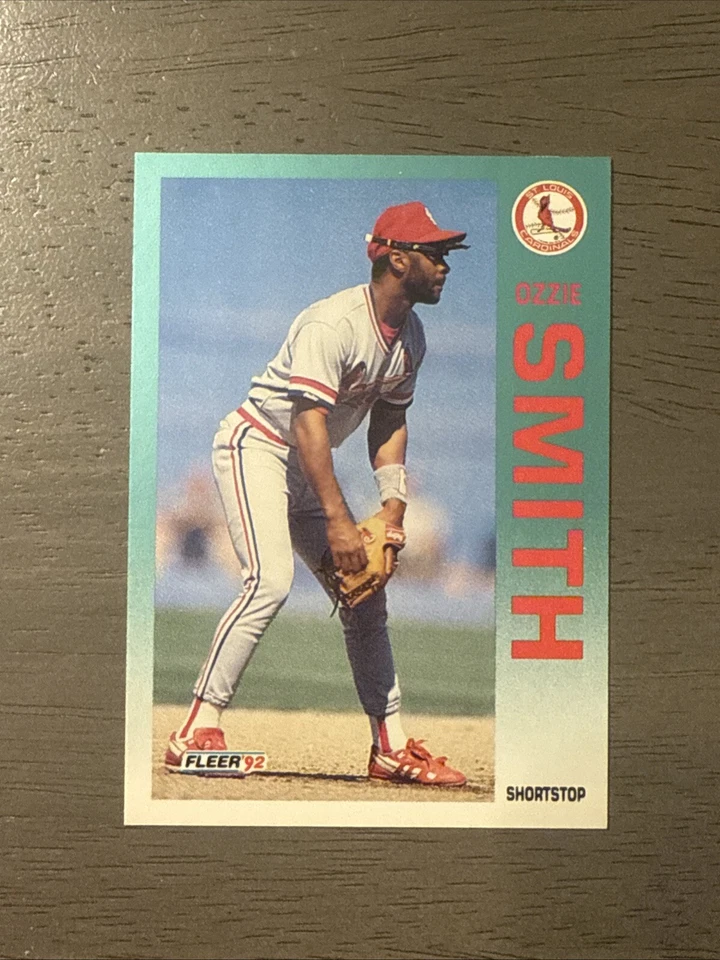 ST. LOUIS
CARDINALS
OZZIE
SMITH
FLEER '92
SHORTSTOP